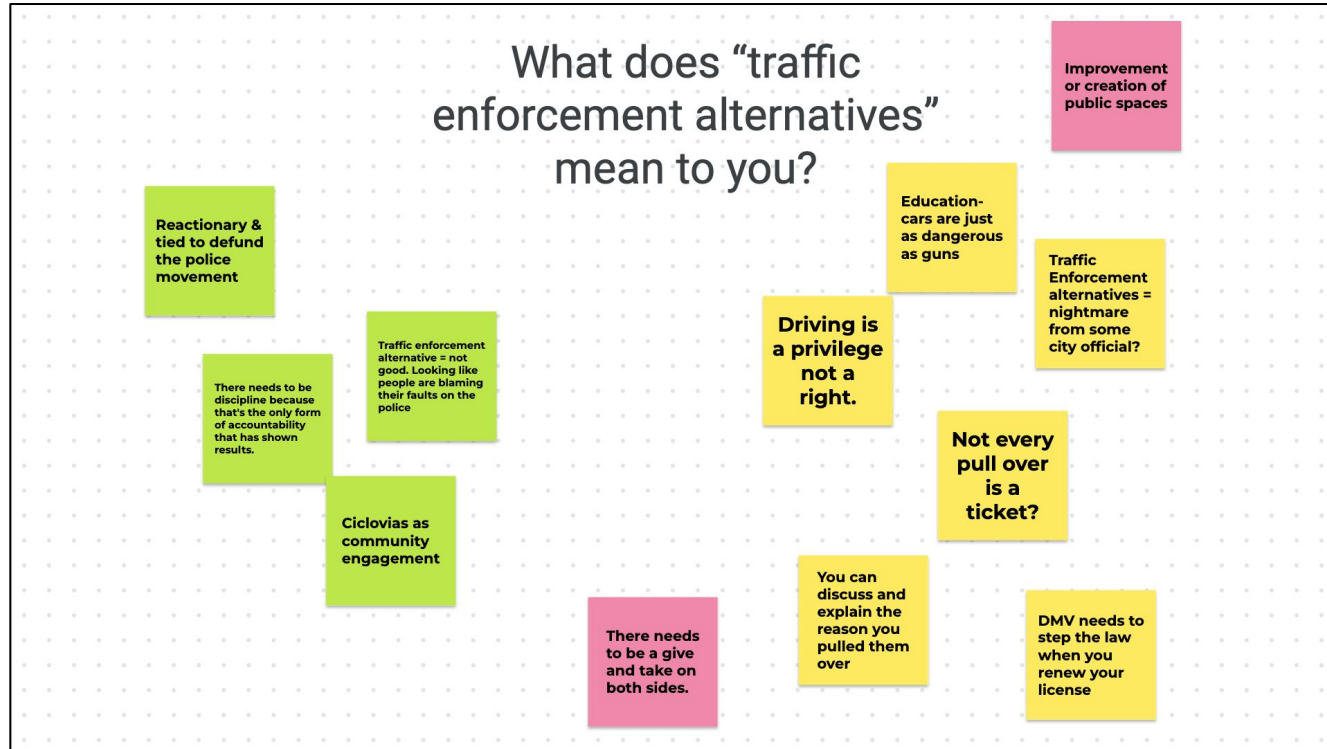 What does “traffic
enforcement alternatives”
mean to you?
Improvement
or creation of
public spaces
Reactionary &
tied to defund
the police
movement
Education-
cars are just
as dangerous
as guns
Traffic
Enforcement
alternatives =
nightmare
from some
city official?
Driving is
a privilege
not a
right.
Traffic enforcement
alternative = not
good. Looking like
people are blaming
their faults on the
police
There needs to be
discipline because
that's the only form
of accountability
that has shown
results.
Not every
pull over
is a
ticket?
Ciclovias as
community
engagement
You can
discuss and
explain the
reason you
pulled them
over
There needs
to be a give
and take on
both sides.
DMV needs to
step the law
when you
renew your
license